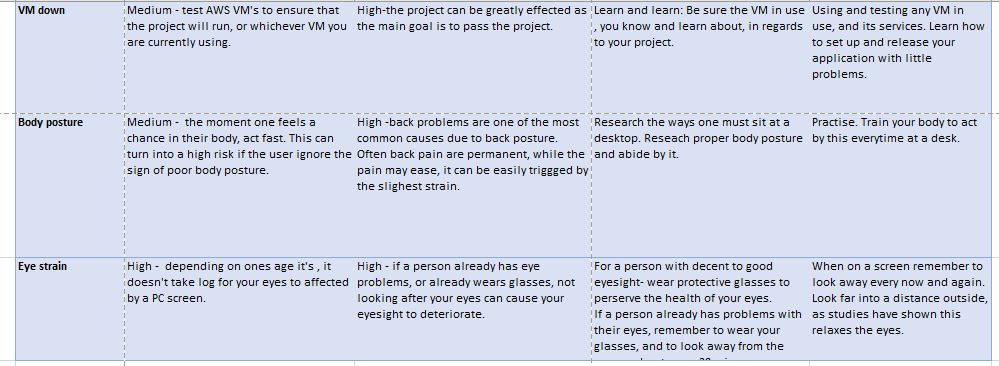 VM down
Medium - test AWS VM's to ensure that
the project will run, or whichever VM you
are currently using.
High-the project can be greatly effected as
the main goal is to pass the project.
Learn and learn: Be sure the VM in use
, you know and learn about, in regards
to your project.
Using and testing any VM in
use, and its services. Learn how
to set up and release your
application with little
problems.
Body posture
Medium - the moment one feels a
chance in their body, act fast. This can
turn into a high risk if the user ignore the
sign of poor body posture.
High -back problems are one of the most
common causes due to back posture.
Often back pain are permanent, while the
pain may ease, it can be easily triggged by
the slighest strain.
Research the ways one must sit at a
desktop. Reseach proper body posture
and abide by it.
Practise. Train your body to act
by this everytime at a desk.
Eye strain
High - depending on ones age it's , it
doesn't take log for your eyes to affected
by a PC screen.
High - if a person already has eye
problems, or already wears glasses, not
looking after your eyes can cause your
eyesight to deteriorate.
For a person with decent to good
eyesight- wear protective glasses to
perserve the health of your eyes.
If a person already has problems with
their eyes, remember to wear your
glasses, and to look away from the
When on a screen remember to
look away every now and again.
Look far into a distance outside,
as studies have shown this
relaxes the eyes.